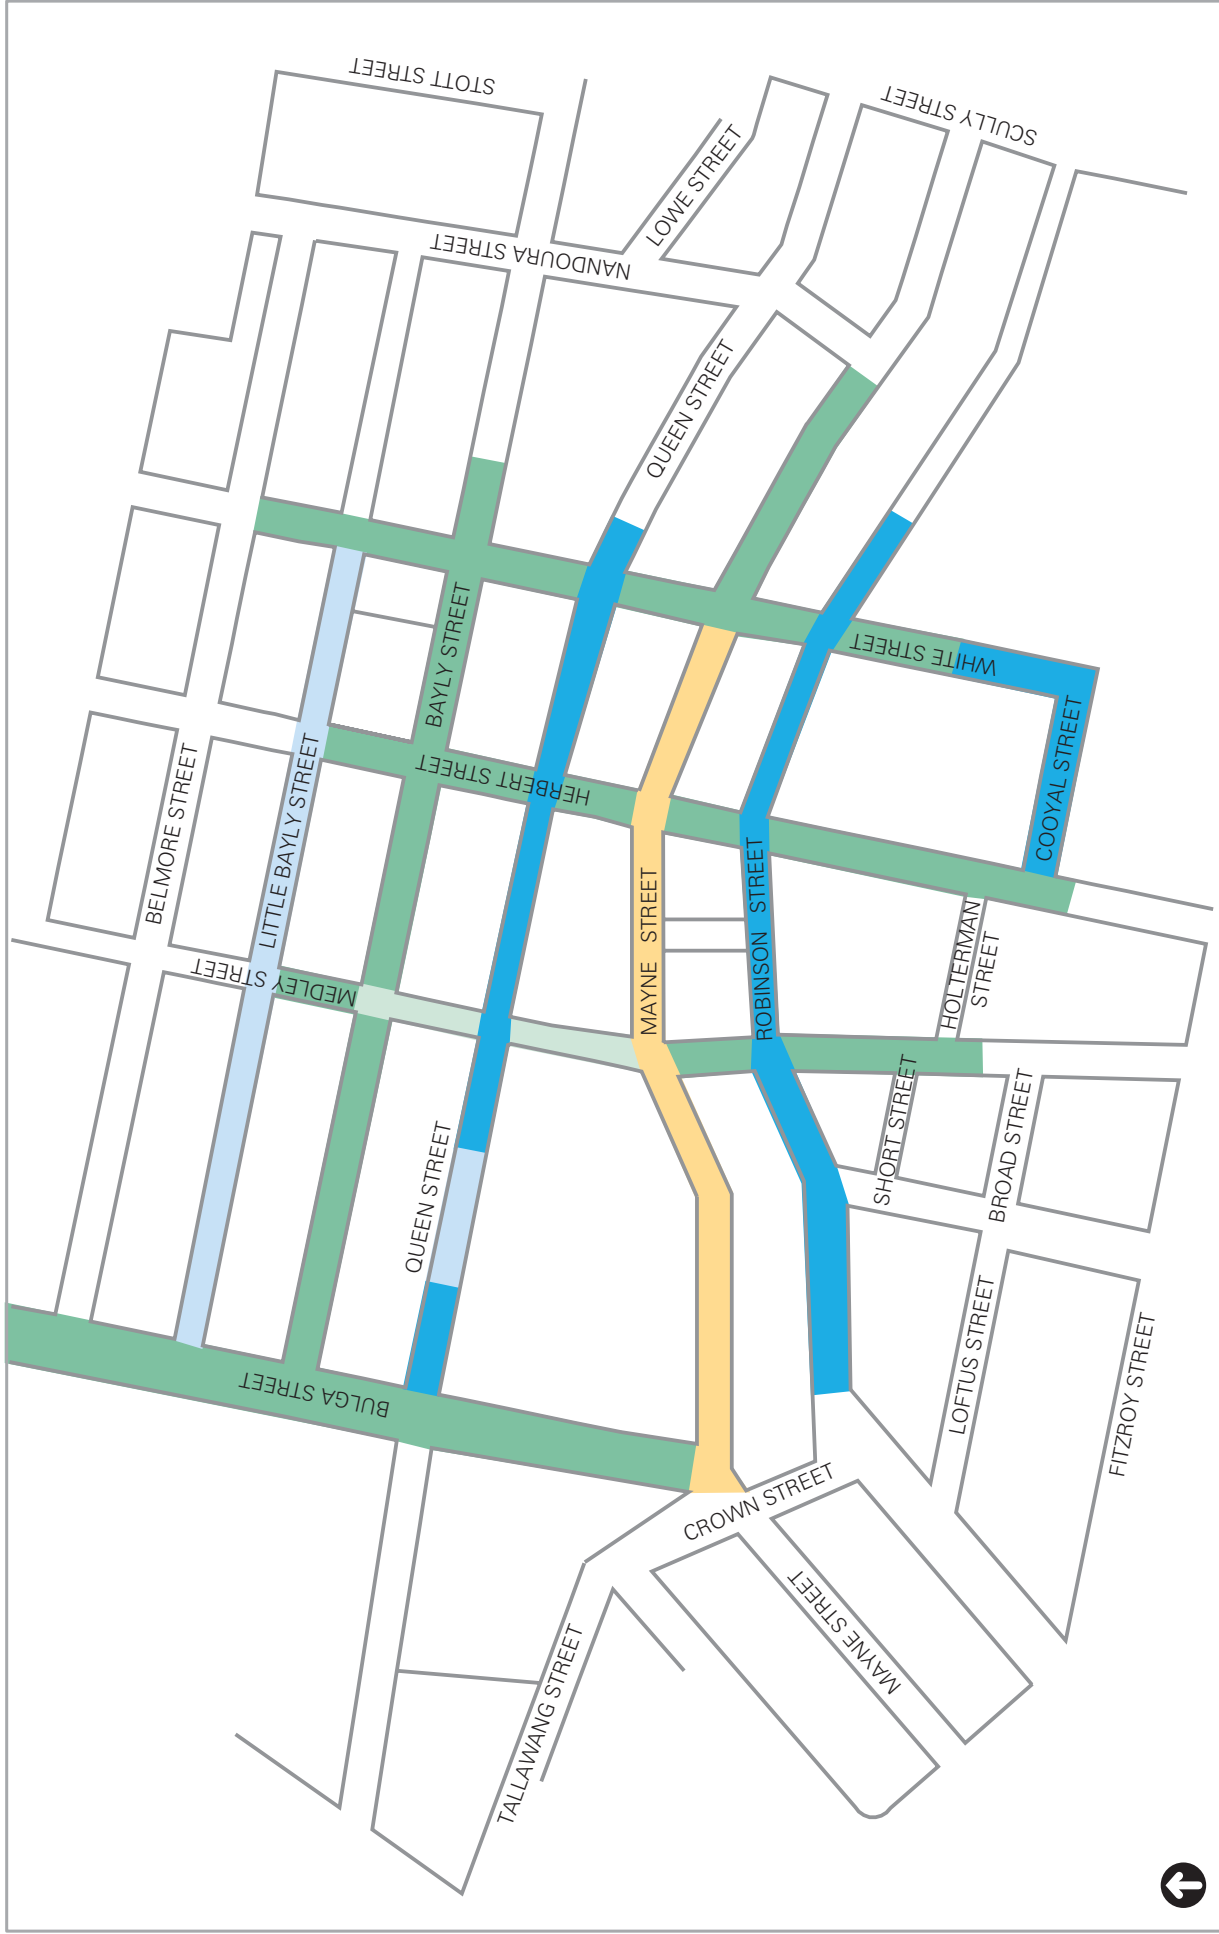 STOTT STREET
SCULLY STREET
LOWE STREET
NANDOURA STREET
QUEEN STREET
BAYLY STREET
WHITE STREET
COOYAL STREET
HERBERT STREET
BELMORE STREET
LITTLE BAYLY STREET
MAYNE STREET
ROBINSON STREET
HOLTERMAN
STREET
MEDLEY STREET
SHORT STREET
BROAD STREET
QUEEN STREET
LOFTUS STREET
FITZROY STREET
BULGA STREET
CROWN STREET
MAYNE STREET
TALLAWANG STREET